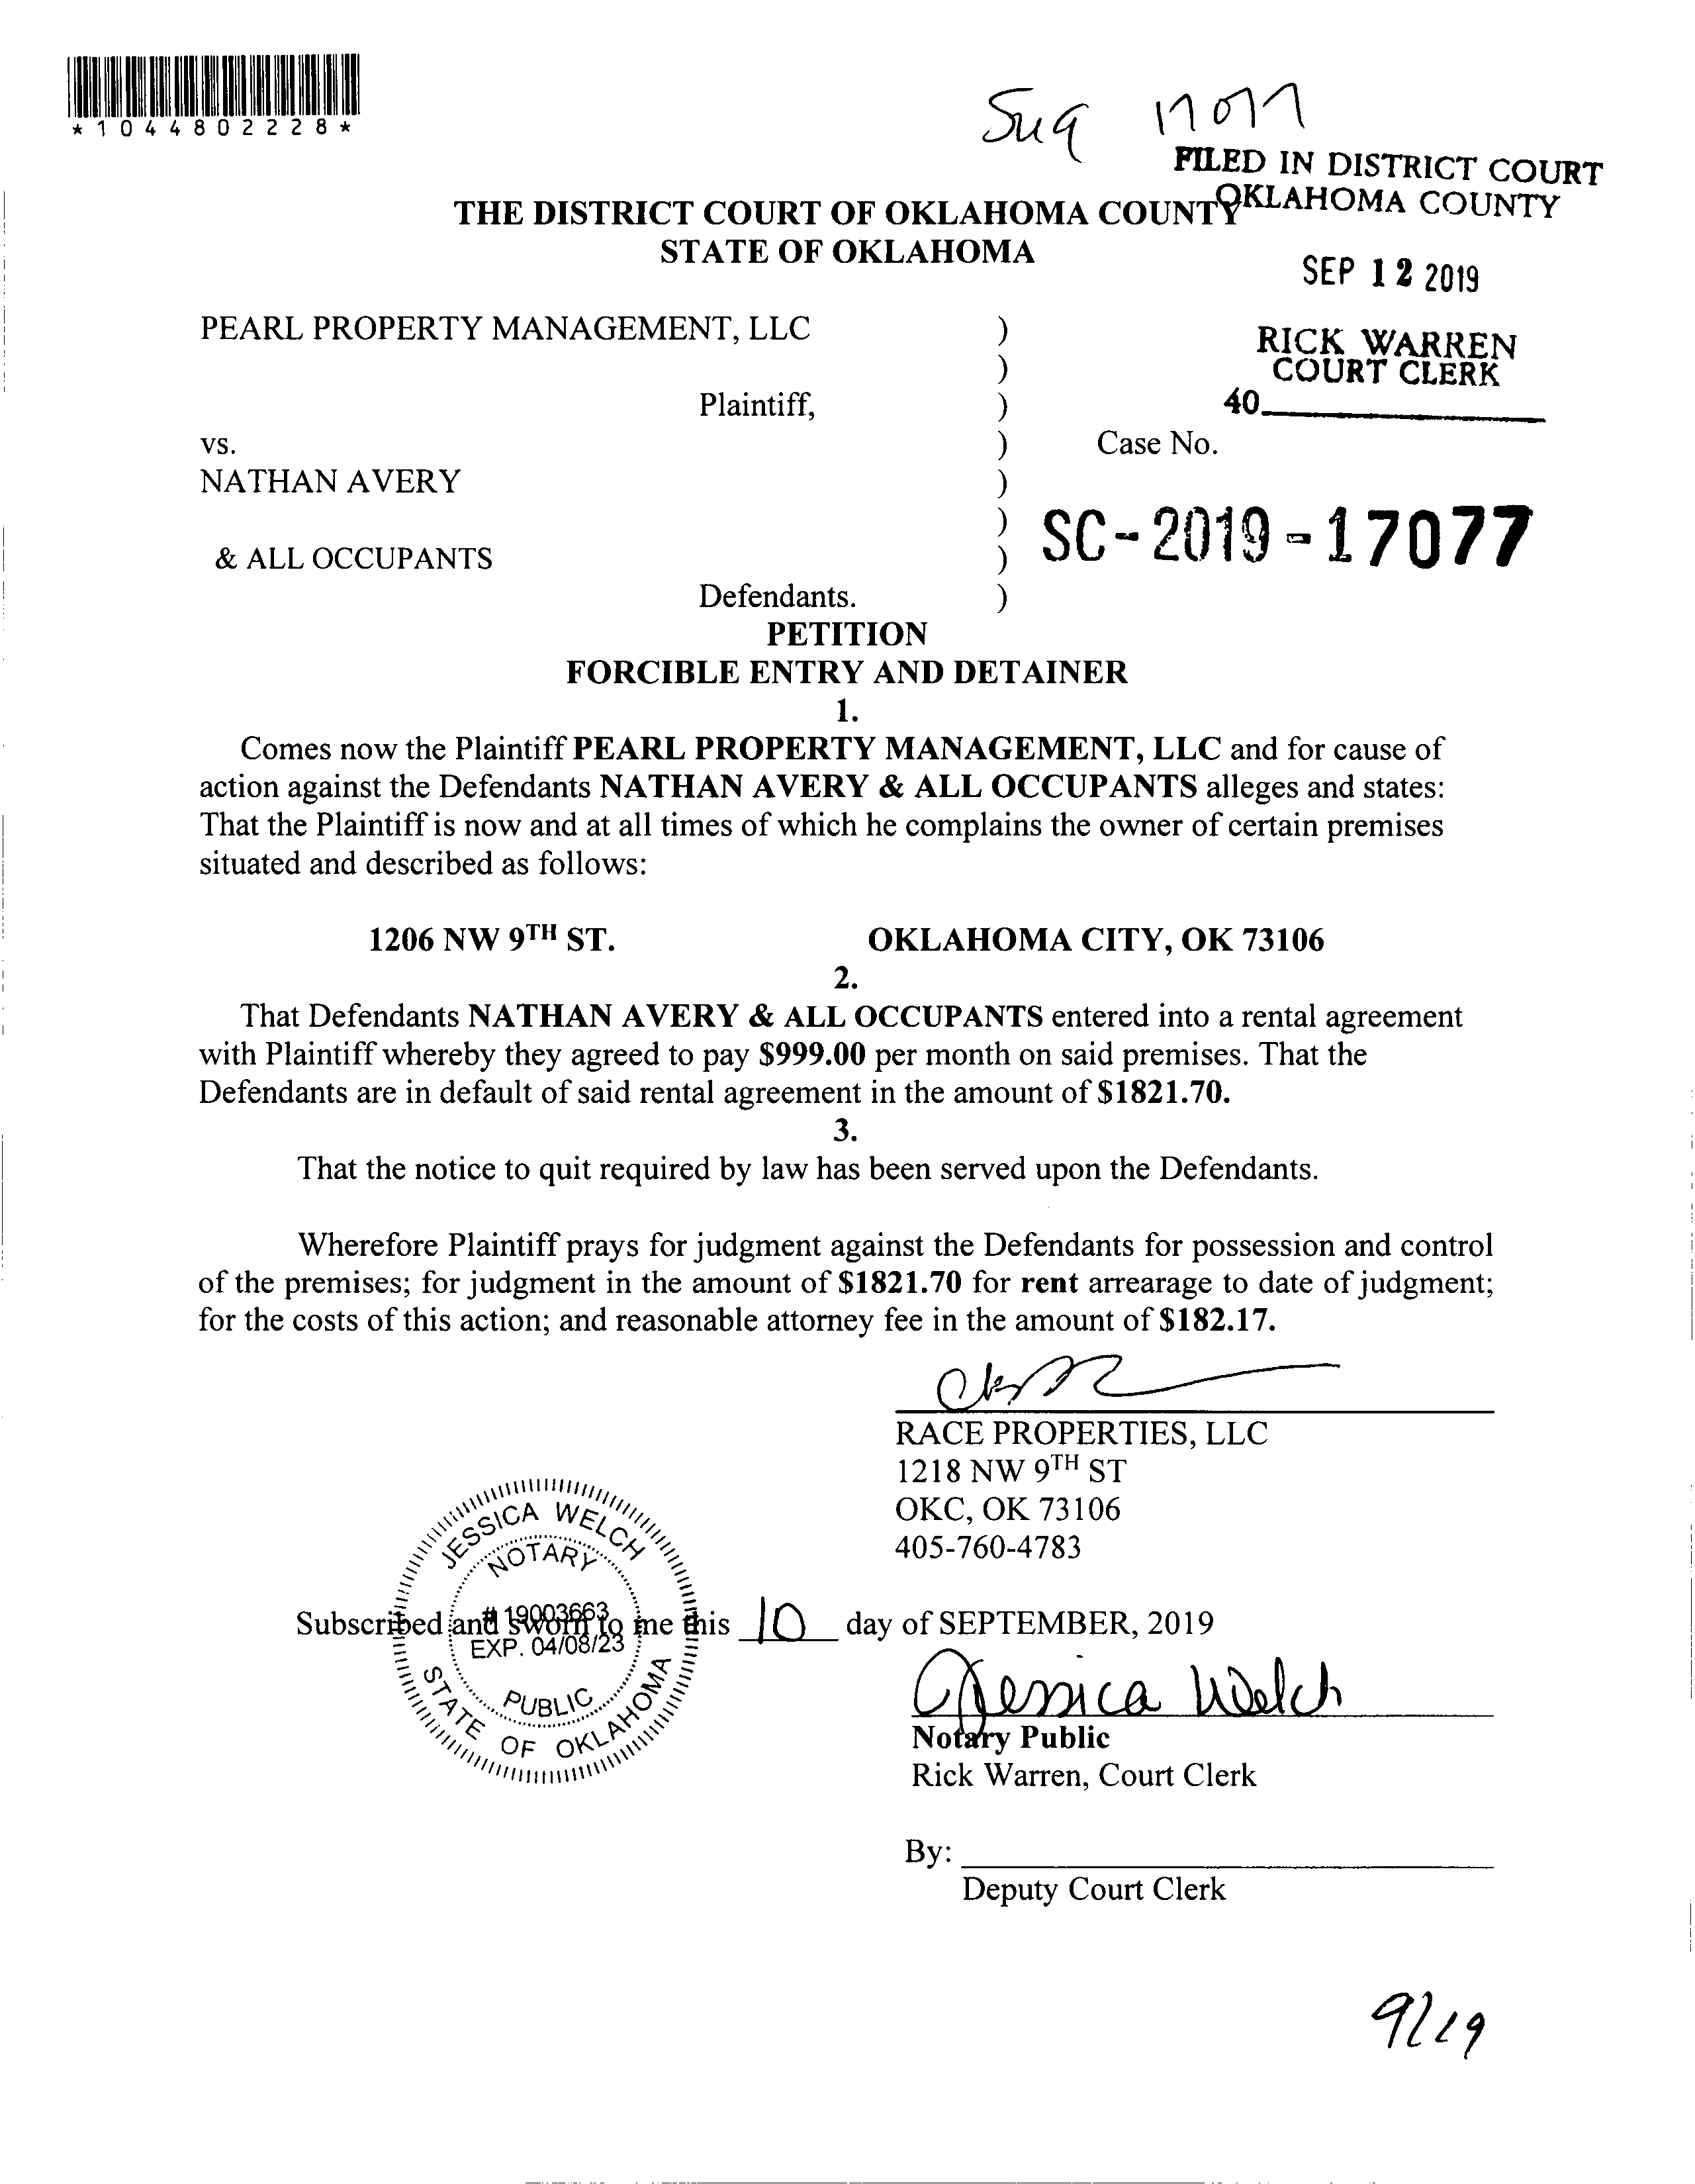 *1044802228*
FILED IN DISTRICT COURT
OKLAHOMA COUNTY
THE DISTRICT COURT OF OKLAHOMA COUNTY
STATE OF OKLAHOMA
SEP 12 2019
PEARL PROPERTY MANAGEMENT, LLC )
RICK WARREN
)
COURT CLERK
Plaintiff, )
40
vs. ) Case No.
NATHAN AVERY )
)
SC-2019-17077
& ALL OCCUPANTS )
Defendants. )
PETITION
FORCIBLE ENTRY AND DETAINER
1.
Comes now the Plaintiff PEARL PROPERTY MANAGEMENT, LLC and for cause of
action against the Defendants NATHAN AVERY & ALL OCCUPANTS alleges and states:
That the Plaintiff is now and at all times of which he complains the owner of certain premises
situated and described as follows:
1206 NW 9TH ST. OKLAHOMA CITY, OK 73106
2.
That Defendants NATHAN AVERY & ALL OCCUPANTS entered into a rental agreement
with Plaintiff whereby they agreed to pay $999.00 per month on said premises. That the
Defendants are in default of said rental agreement in the amount of $1821.70.
3.
That the notice to quit required by law has been served upon the Defendants.
Wherefore Plaintiff prays for judgment against the Defendants for possession and control
of the premises; for judgment in the amount of $1821.70 for rent arrearage to date of judgment;
for the costs of this action; and reasonable attorney fee in the amount of $182.17.
RACE PROPERTIES, LLC
1218 NW 9TH ST
OKC, OK 73106
405-760-4783
JESSICA WELCH
NOTARY
# 19003663
EXP. 04/08/23
PUBLIC
STATE OF OKLAHOMA
Subscribed and sworn to me this 10 day of SEPTEMBER, 2019
Jessica Welch
Notary Public
Rick Warren, Court Clerk
By:
Deputy Court Clerk
9/19